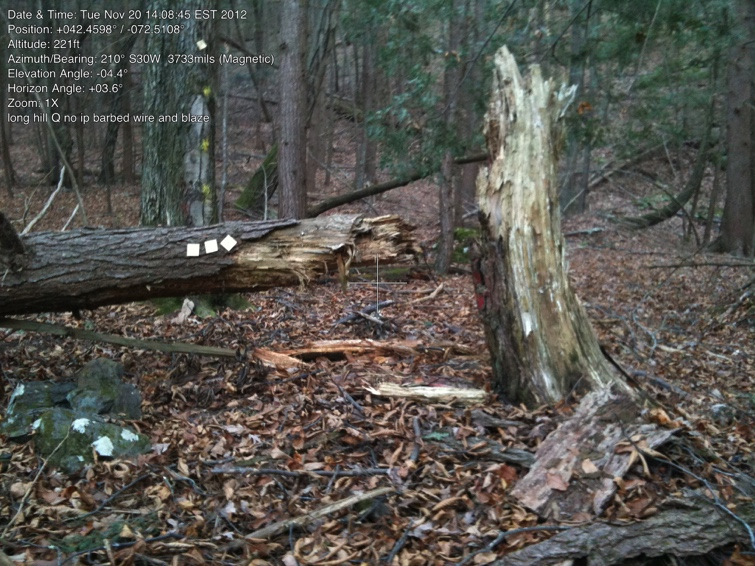 Date & Time: Tue Nov 20 14:08:45 EST 2012
Position: +042.4598° / -072.5108°
Altitude: 221ft
Azimuth/Bearing: 210° S30W 3733mils (Magnetic)
Elevation Angle: -04.4°
Horizon Angle: +03.6°
Zoom: 1X
long hill Q no ip barbed wire and blaze